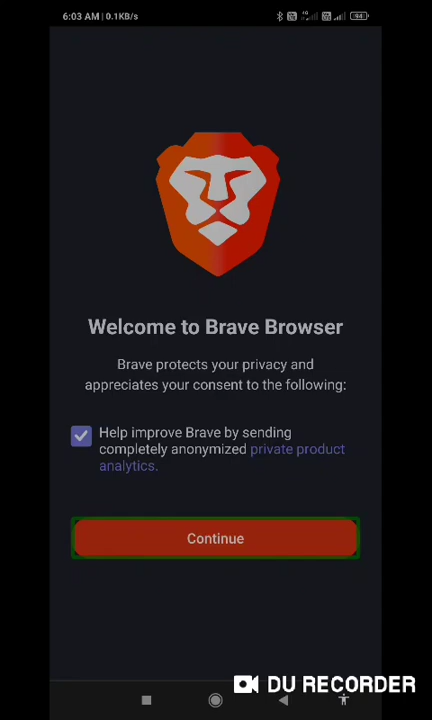 6:03 AM | 0.1KB/s
94
Welcome to Brave Browser
Brave protects your privacy and
appreciates your consent to the following:
Help improve Brave by sending
completely anonymized private product
analytics.
Continue
DU RECORDER